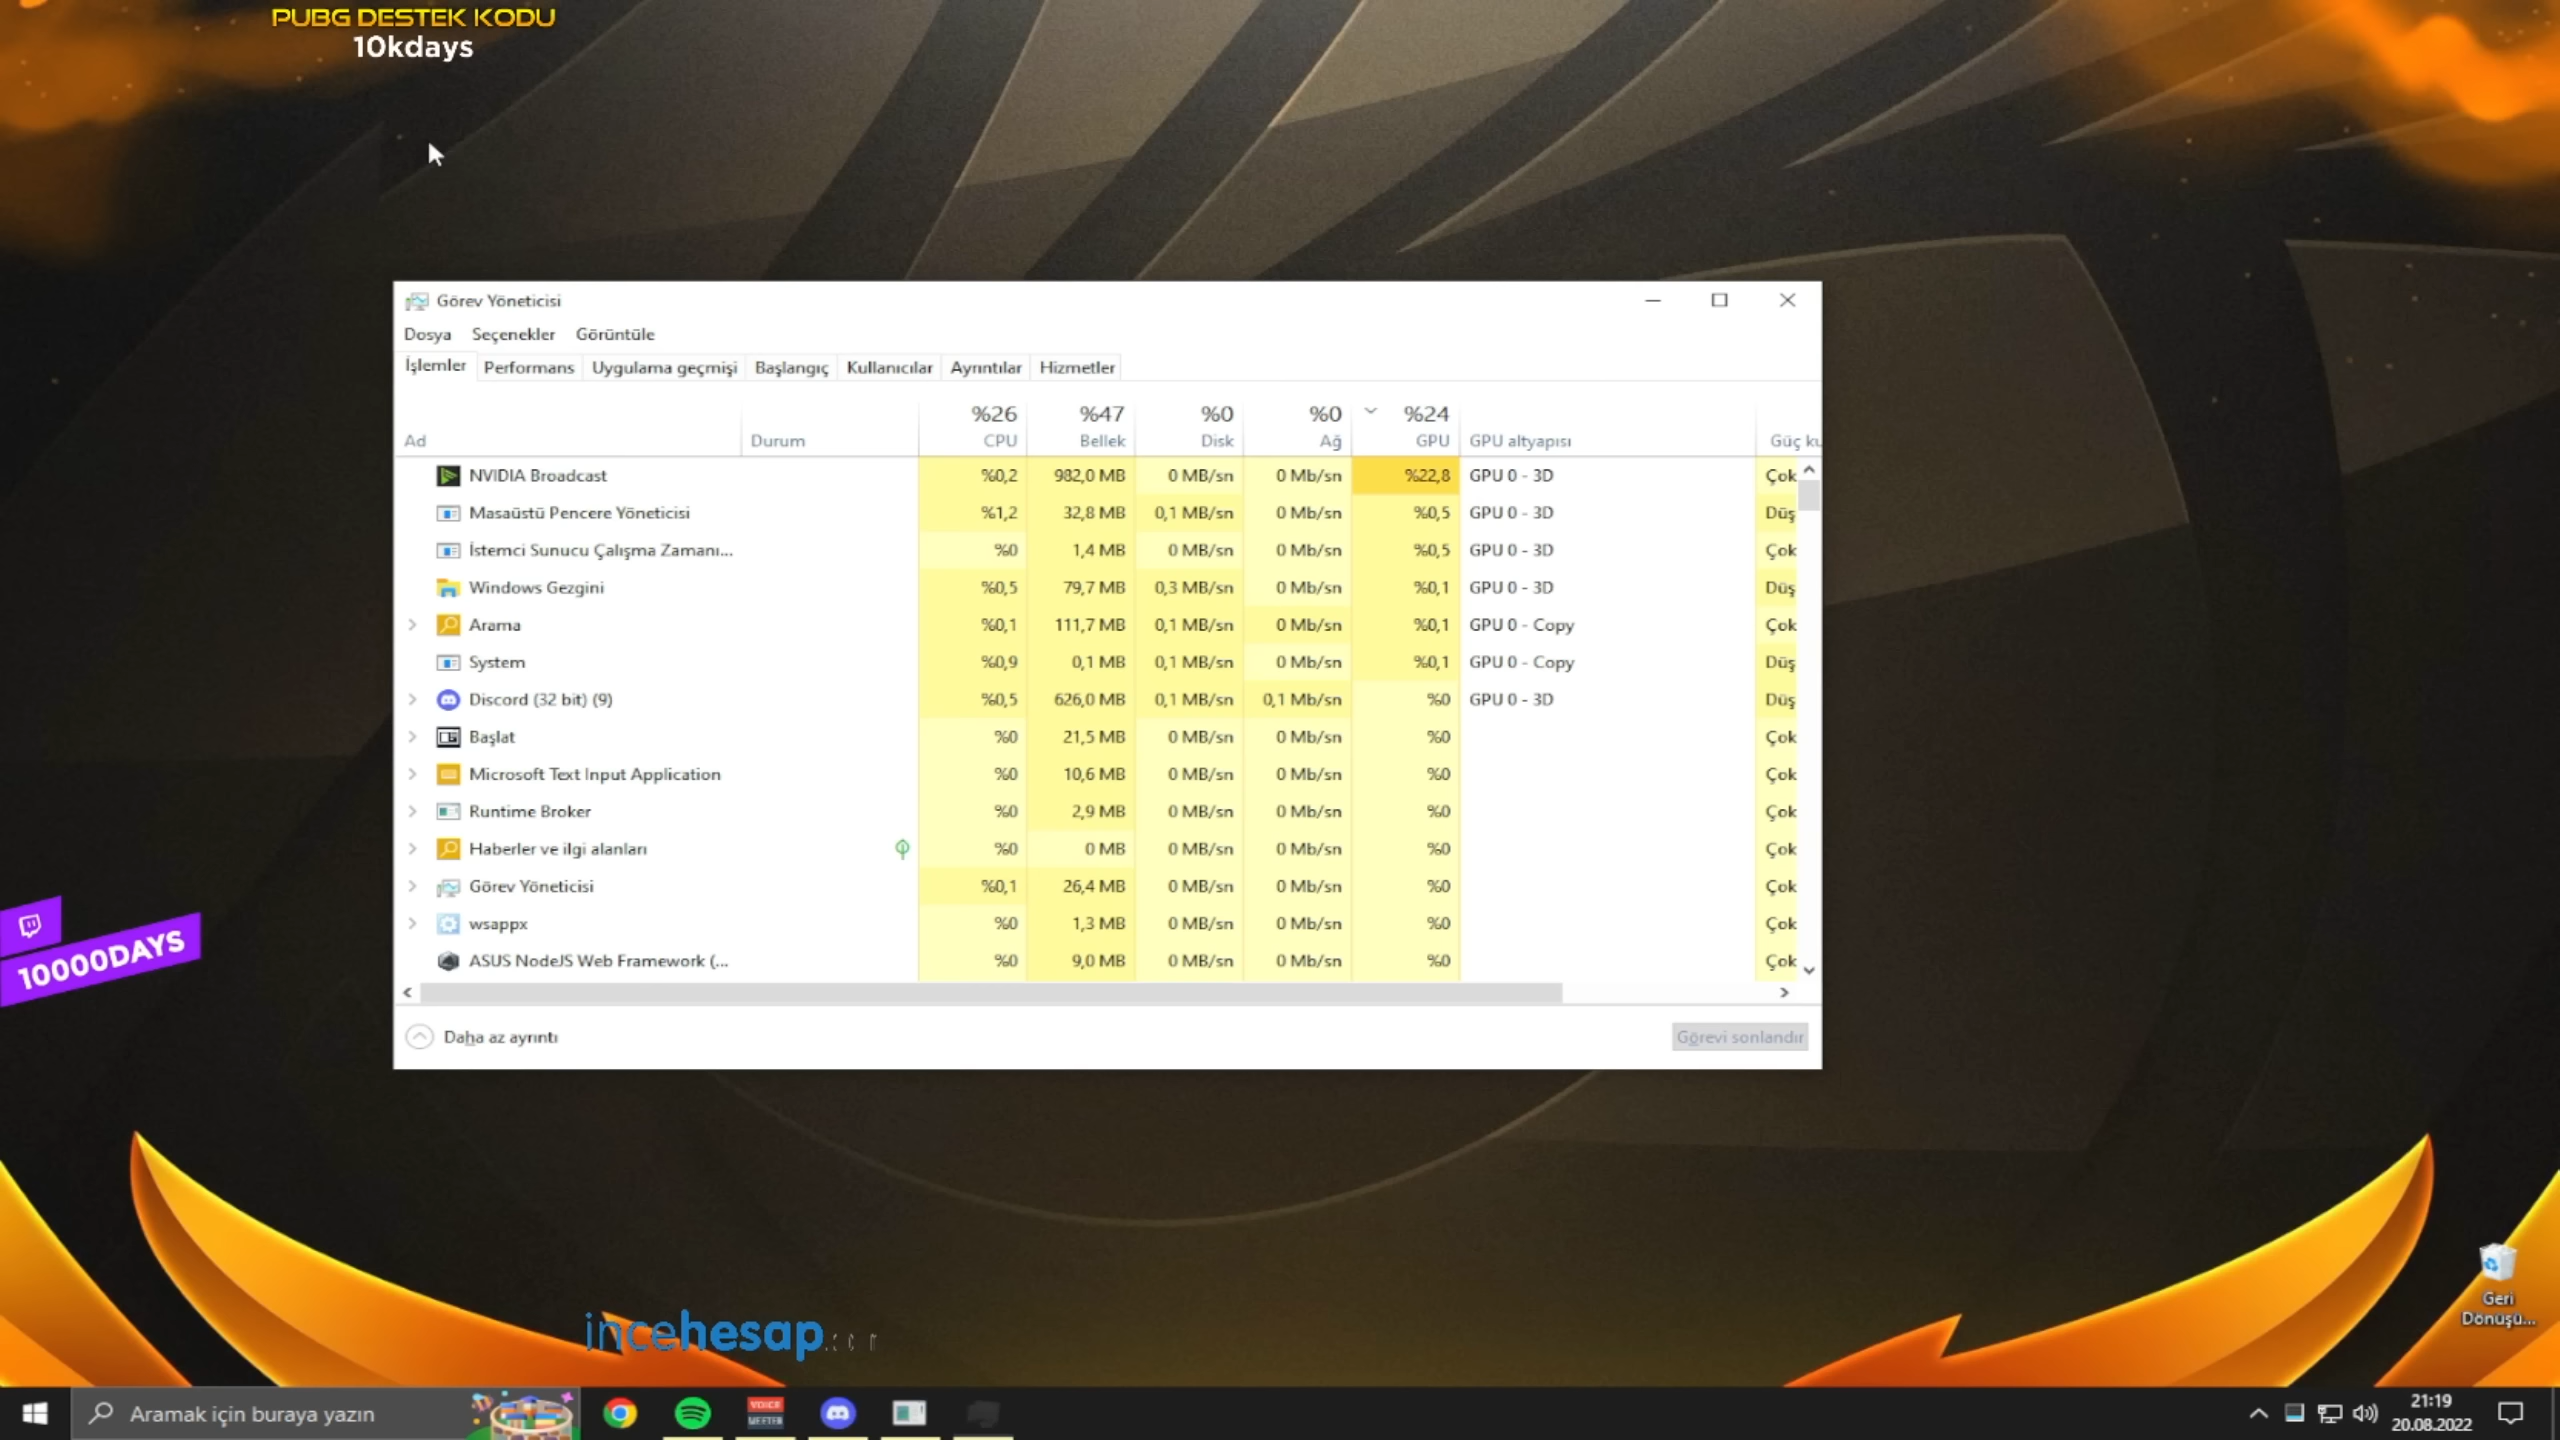 PUBG DESTEK KODU
10kdays
Görev Yöneticisi
Dosya Seçenekler Görüntüle
İşlemler Performans Uygulama geçmişi Başlangıç Kullanıcılar Ayrıntılar Hizmetler
%26 %47 %0 %0 %24
Ad Durum CPU Bellek Disk Ağ GPU GPU altyapısı Güç ku
NVIDIA Broadcast %0,2 982,0 MB 0 MB/sn 0 Mb/sn %22,8 GPU 0 - 3D Çok
Masaüstü Pencere Yöneticisi %1,2 32,8 MB 0,1 MB/sn 0 Mb/sn %0,5 GPU 0 - 3D Düş
İstemci Sunucu Çalışma Zamanı... %0 1,4 MB 0 MB/sn 0 Mb/sn %0,5 GPU 0 - 3D Çok
Windows Gezgini %0,5 79,7 MB 0,3 MB/sn 0 Mb/sn %0,1 GPU 0 - 3D Düş
Arama %0,1 111,7 MB 0,1 MB/sn 0 Mb/sn %0,1 GPU 0 - Copy Çok
System %0,9 0,1 MB 0,1 MB/sn 0 Mb/sn %0,1 GPU 0 - Copy Düş
Discord (32 bit) (9) %0,5 626,0 MB 0,1 MB/sn 0,1 Mb/sn %0 GPU 0 - 3D Düş
Başlat %0 21,5 MB 0 MB/sn 0 Mb/sn %0 Çok
Microsoft Text Input Application %0 10,6 MB 0 MB/sn 0 Mb/sn %0 Çok
Runtime Broker %0 2,9 MB 0 MB/sn 0 Mb/sn %0 Çok
Haberler ve ilgi alanları %0 0 MB 0 MB/sn 0 Mb/sn %0 Çok
Görev Yöneticisi %0,1 26,4 MB 0 MB/sn 0 Mb/sn %0 Çok
wsappx %0 1,3 MB 0 MB/sn 0 Mb/sn %0 Çok
ASUS NodeJS Web Framework (... %0 9,0 MB 0 MB/sn 0 Mb/sn %0 Çok
Daha az ayrıntı Görevi sonlandır
10000DAYS
Geri
Dönüşü...
incehesap
Aramak için buraya yazın
VOICE
MEETER
21:19
20.08.2022